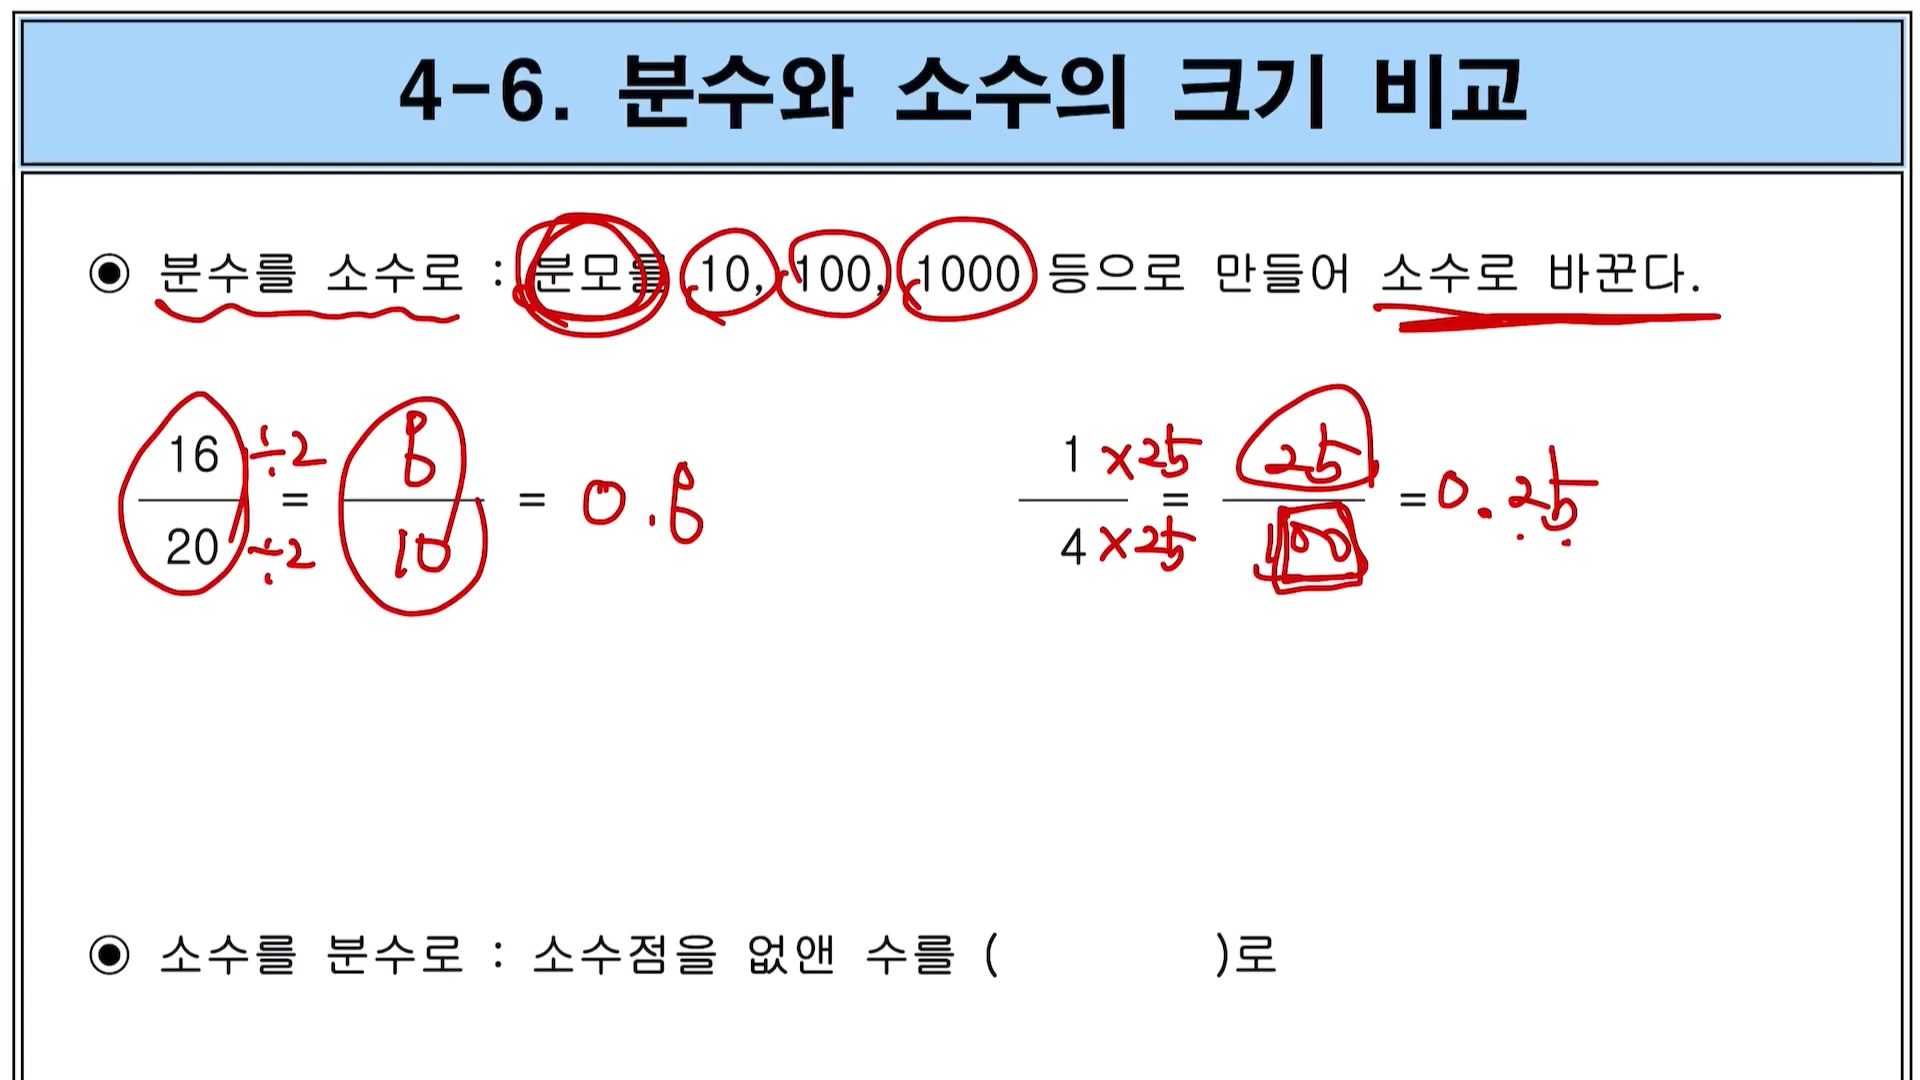 4-6. 분수와 소수의 크기 비교
◉ 분수를 소수로 : 분모를 10, 100, 1000 등으로 만들어 소수로 바꾼다.
16 ÷2 8
20 ÷2 = 10 = 0.8
1 ×25 25
4 ×25 = 100 = 0.25
◉ 소수를 분수로 : 소수점을 없앤 수를 ( )로